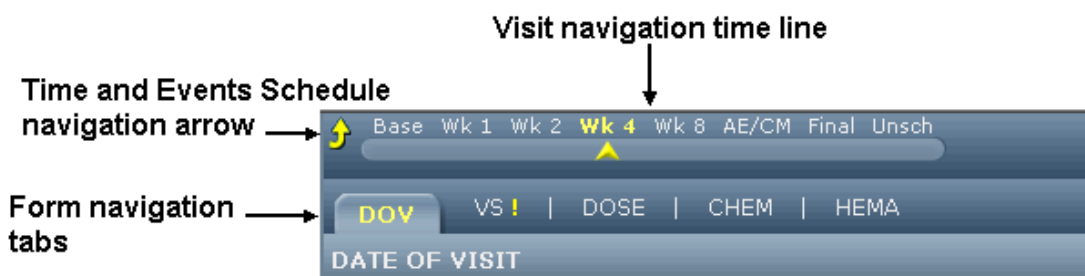 Visit navigation time line
Time and Events Schedule
navigation arrow
Base Wk 1 Wk 2 Wk 4 Wk 8 AE/CM Final Unsch
Form navigation
tabs
DOV VS ! | DOSE | CHEM | HEMA
DATE OF VISIT